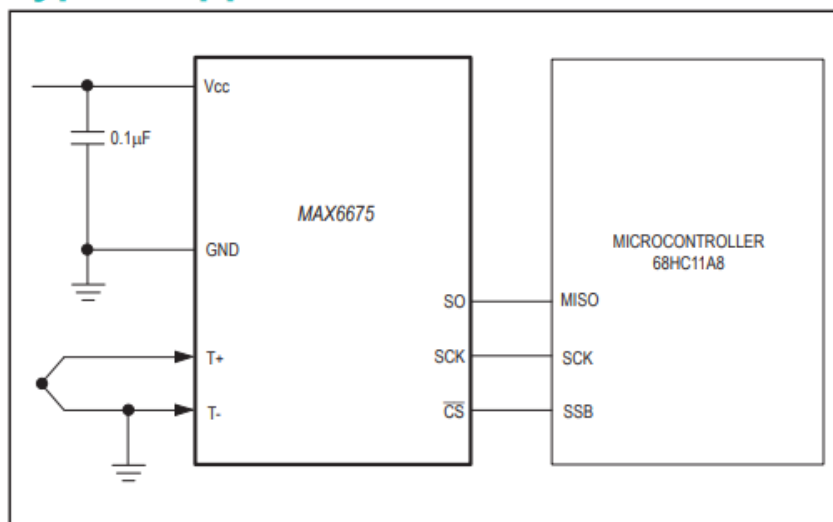 Vcc
0.1μF
MAX6675
GND
MICROCONTROLLER
68HC11A8
SO
MISO
T+
SCK
SCK
T-
CS
SSB